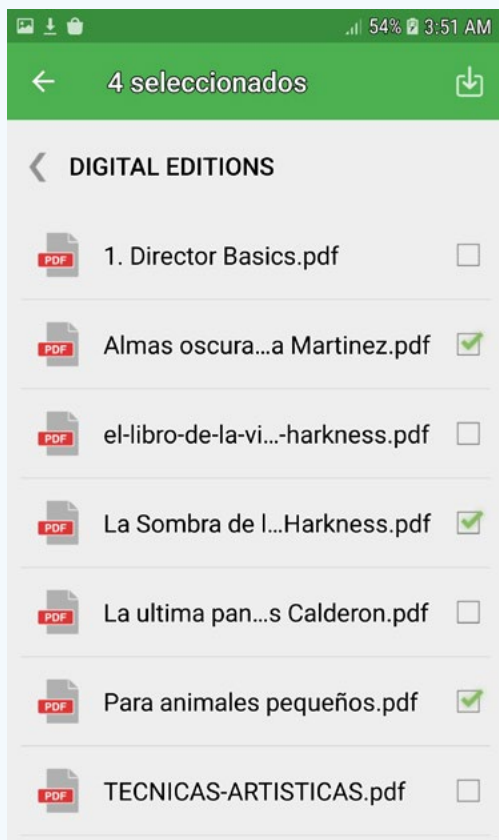 54% 3:51 AM
4 seleccionados
DIGITAL EDITIONS
PDF 1. Director Basics.pdf
PDF Almas oscura...a Martinez.pdf
PDF el-libro-de-la-vi...-harkness.pdf
PDF La Sombra de l...Harkness.pdf
PDF La ultima pan...s Calderon.pdf
PDF Para animales pequeños.pdf
PDF TECNICAS-ARTISTICAS.pdf